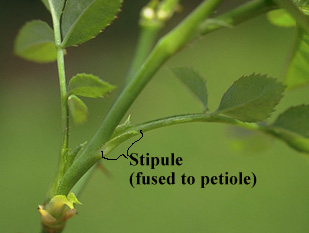 Stipule
(fused to petiole)